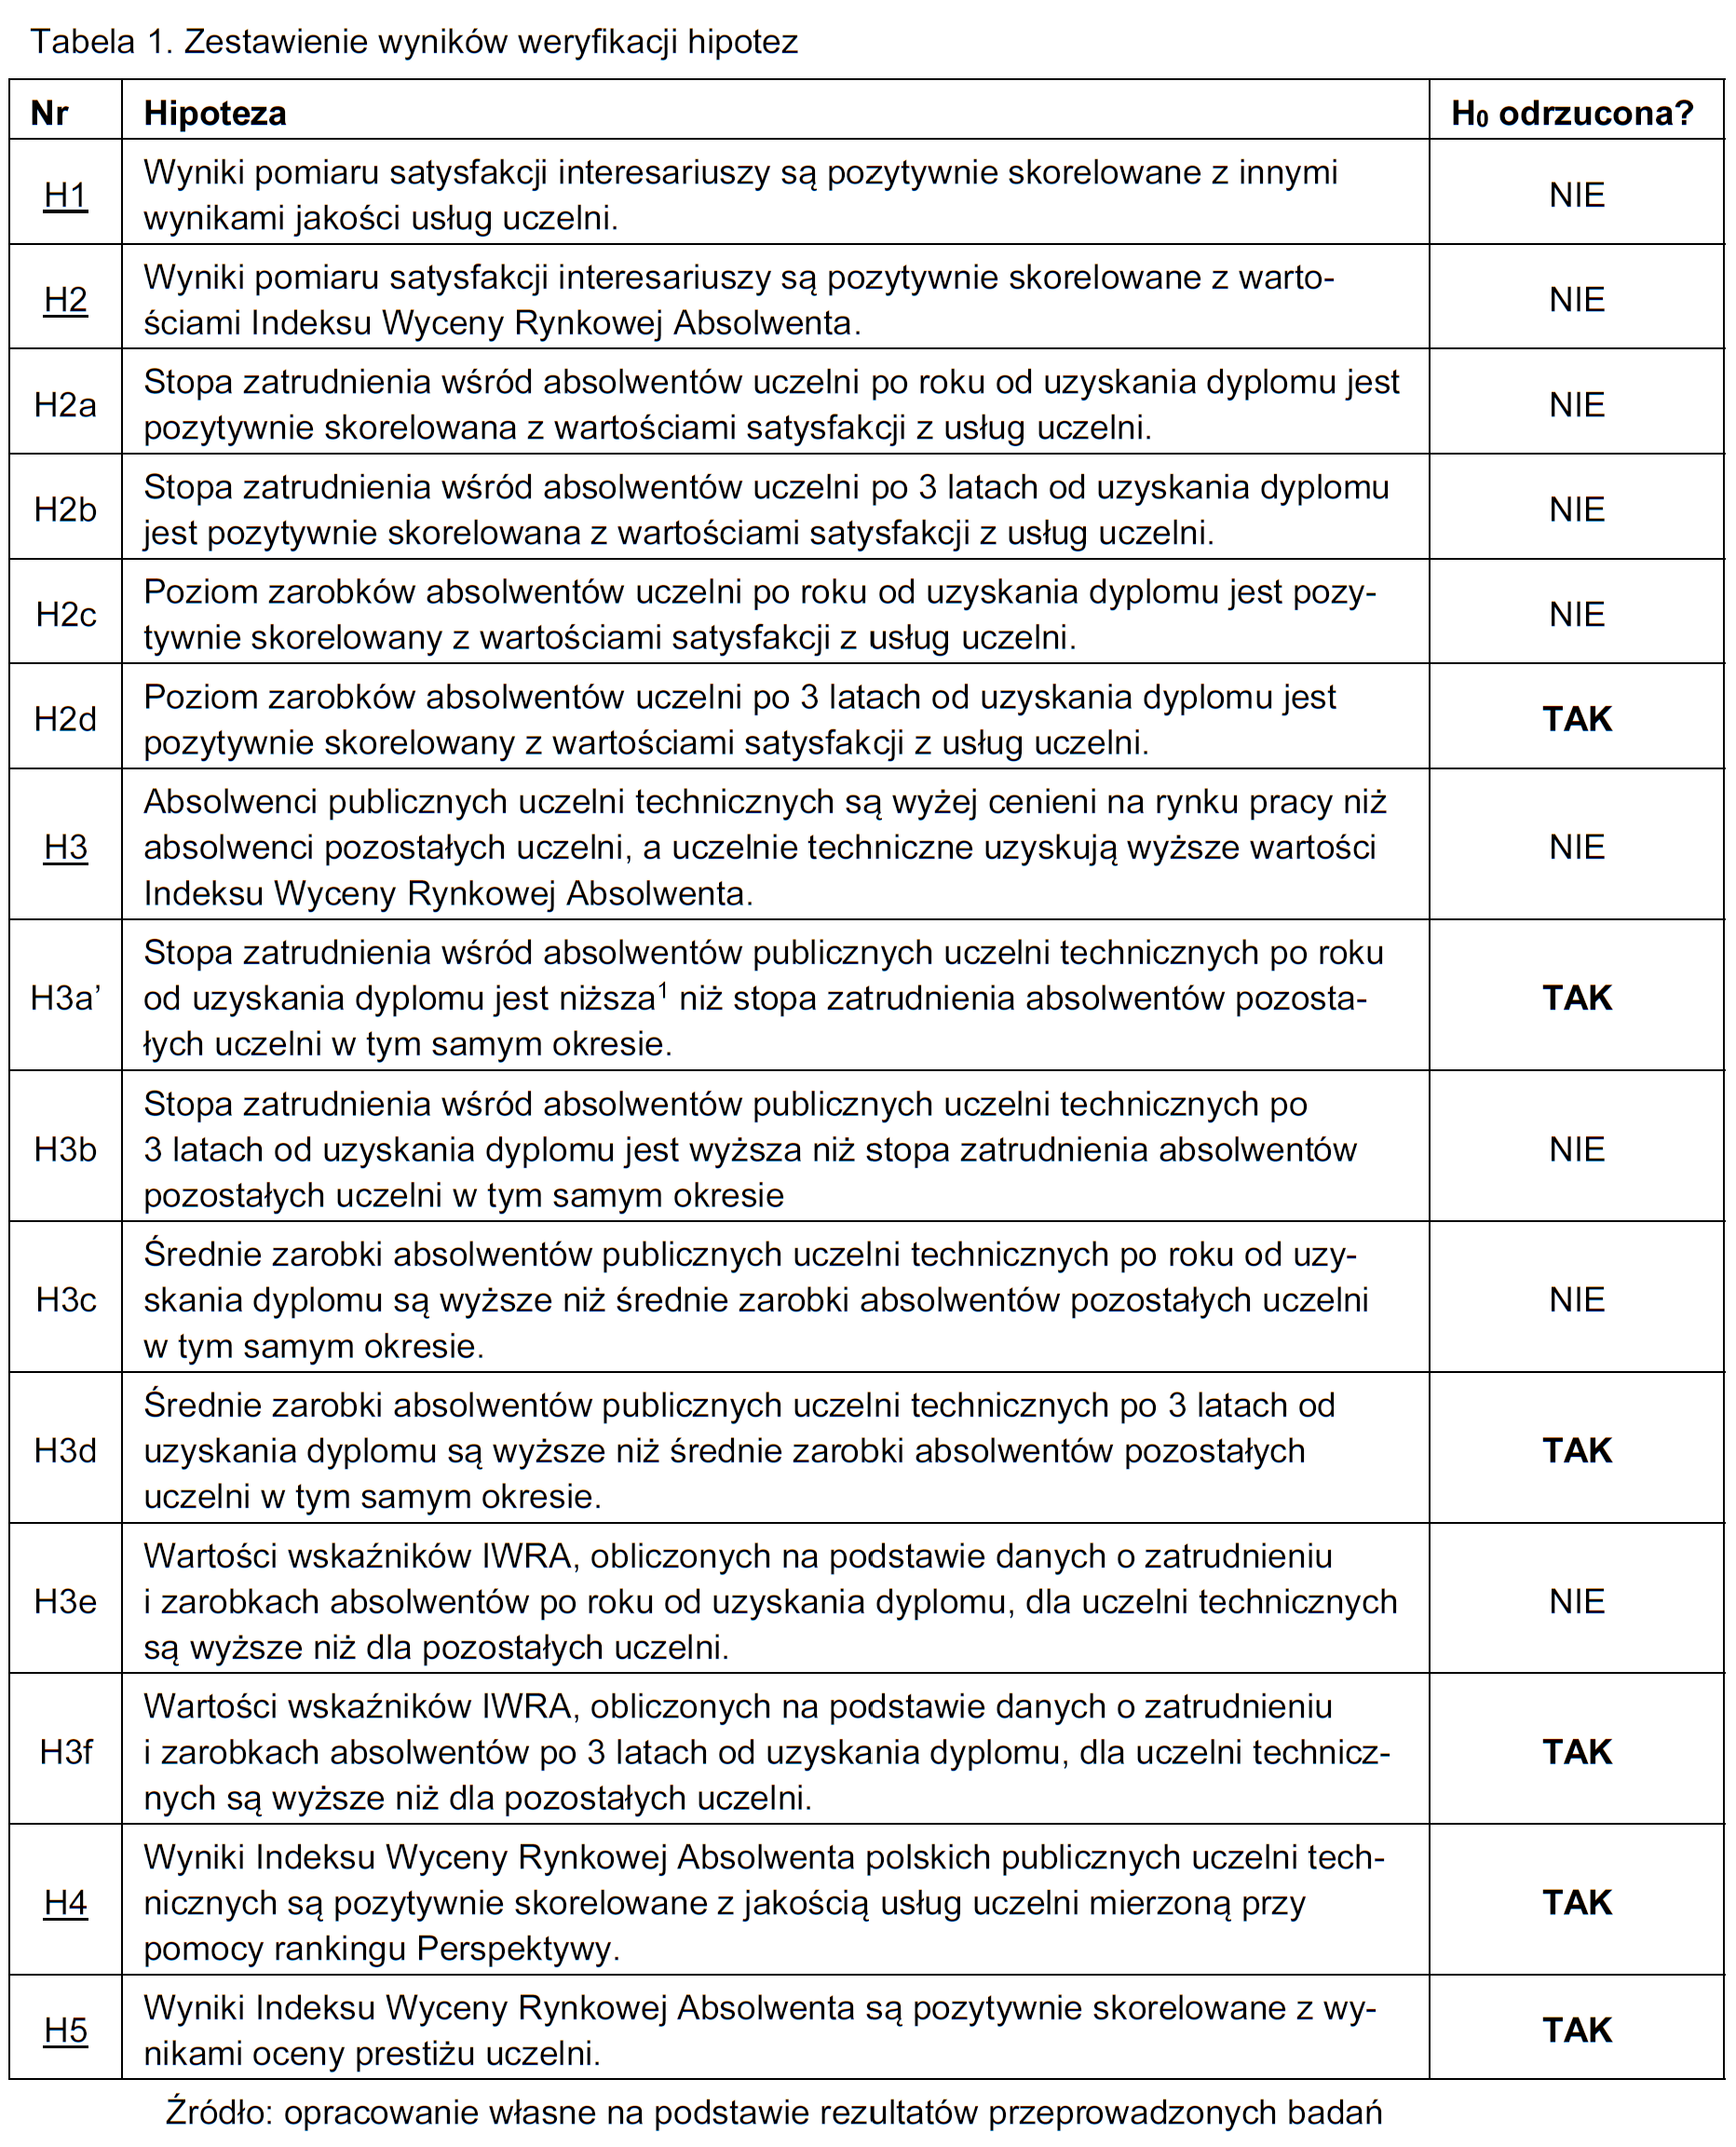 Tabela 1. Zestawienie wyników weryfikacji hipotez
Nr Hipoteza H₀ odrzucona?
H1 Wyniki pomiaru satysfakcji interesariuszy są pozytywnie skorelowane z innymi
wynikami jakości usług uczelni. NIE
H2 Wyniki pomiaru satysfakcji interesariuszy są pozytywnie skorelowane z warto-
ściami Indeksu Wyceny Rynkowej Absolwenta. NIE
H2a Stopa zatrudnienia wśród absolwentów uczelni po roku od uzyskania dyplomu jest
pozytywnie skorelowana z wartościami satysfakcji z usług uczelni. NIE
H2b Stopa zatrudnienia wśród absolwentów uczelni po 3 latach od uzyskania dyplomu
jest pozytywnie skorelowana z wartościami satysfakcji z usług uczelni. NIE
H2c Poziom zarobków absolwentów uczelni po roku od uzyskania dyplomu jest pozy-
tywnie skorelowany z wartościami satysfakcji z usług uczelni. NIE
H2d Poziom zarobków absolwentów uczelni po 3 latach od uzyskania dyplomu jest
pozytywnie skorelowany z wartościami satysfakcji z usług uczelni. TAK
Absolwenci publicznych uczelni technicznych są wyżej cenieni na rynku pracy niż
H3 absolwenci pozostałych uczelni, a uczelnie techniczne uzyskują wyższe wartości NIE
Indeksu Wyceny Rynkowej Absolwenta.
Stopa zatrudnienia wśród absolwentów publicznych uczelni technicznych po roku
H3a’ od uzyskania dyplomu jest niższa¹ niż stopa zatrudnienia absolwentów pozosta- TAK
łych uczelni w tym samym okresie.
Stopa zatrudnienia wśród absolwentów publicznych uczelni technicznych po
H3b 3 latach od uzyskania dyplomu jest wyższa niż stopa zatrudnienia absolwentów NIE
pozostałych uczelni w tym samym okresie
Średnie zarobki absolwentów publicznych uczelni technicznych po roku od uzy-
H3c skania dyplomu są wyższe niż średnie zarobki absolwentów pozostałych uczelni NIE
w tym samym okresie.
Średnie zarobki absolwentów publicznych uczelni technicznych po 3 latach od
H3d uzyskania dyplomu są wyższe niż średnie zarobki absolwentów pozostałych TAK
uczelni w tym samym okresie.
Wartości wskaźników IWRA, obliczonych na podstawie danych o zatrudnieniu
H3e i zarobkach absolwentów po roku od uzyskania dyplomu, dla uczelni technicznych NIE
są wyższe niż dla pozostałych uczelni.
Wartości wskaźników IWRA, obliczonych na podstawie danych o zatrudnieniu
H3f i zarobkach absolwentów po 3 latach od uzyskania dyplomu, dla uczelni technicz- TAK
nych są wyższe niż dla pozostałych uczelni.
Wyniki Indeksu Wyceny Rynkowej Absolwenta polskich publicznych uczelni tech-
H4 nicznych są pozytywnie skorelowane z jakością usług uczelni mierzoną przy TAK
pomocy rankingu Perspektywy.
H5 Wyniki Indeksu Wyceny Rynkowej Absolwenta są pozytywnie skorelowane z wy-
nikami oceny prestiżu uczelni. TAK
Źródło: opracowanie własne na podstawie rezultatów przeprowadzonych badań